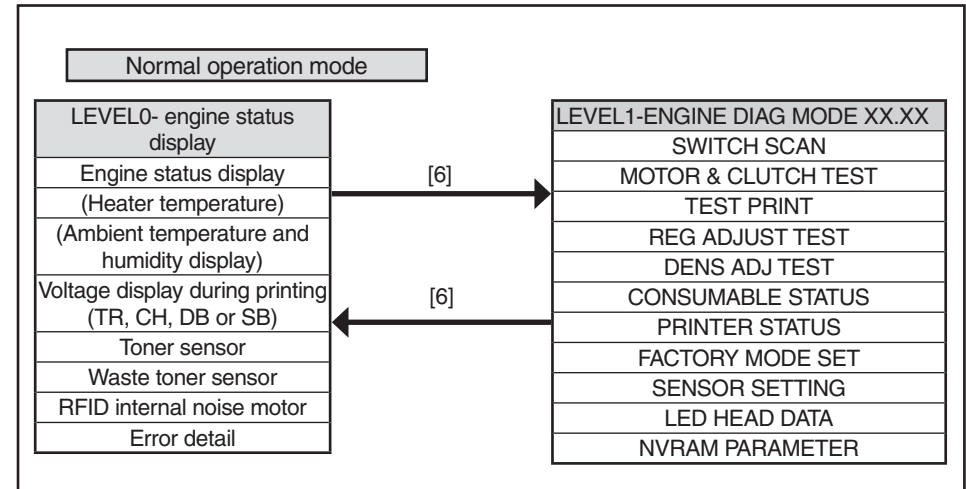 Normal operation mode
LEVEL0- engine status
display
Engine status display
(Heater temperature)
(Ambient temperature and
humidity display)
Voltage display during printing
(TR, CH, DB or SB)
Toner sensor
Waste toner sensor
RFID internal noise motor
Error detail
[6]
[6]
LEVEL1-ENGINE DIAG MODE XX.XX
SWITCH SCAN
MOTOR & CLUTCH TEST
TEST PRINT
REG ADJUST TEST
DENS ADJ TEST
CONSUMABLE STATUS
PRINTER STATUS
FACTORY MODE SET
SENSOR SETTING
LED HEAD DATA
NVRAM PARAMETER